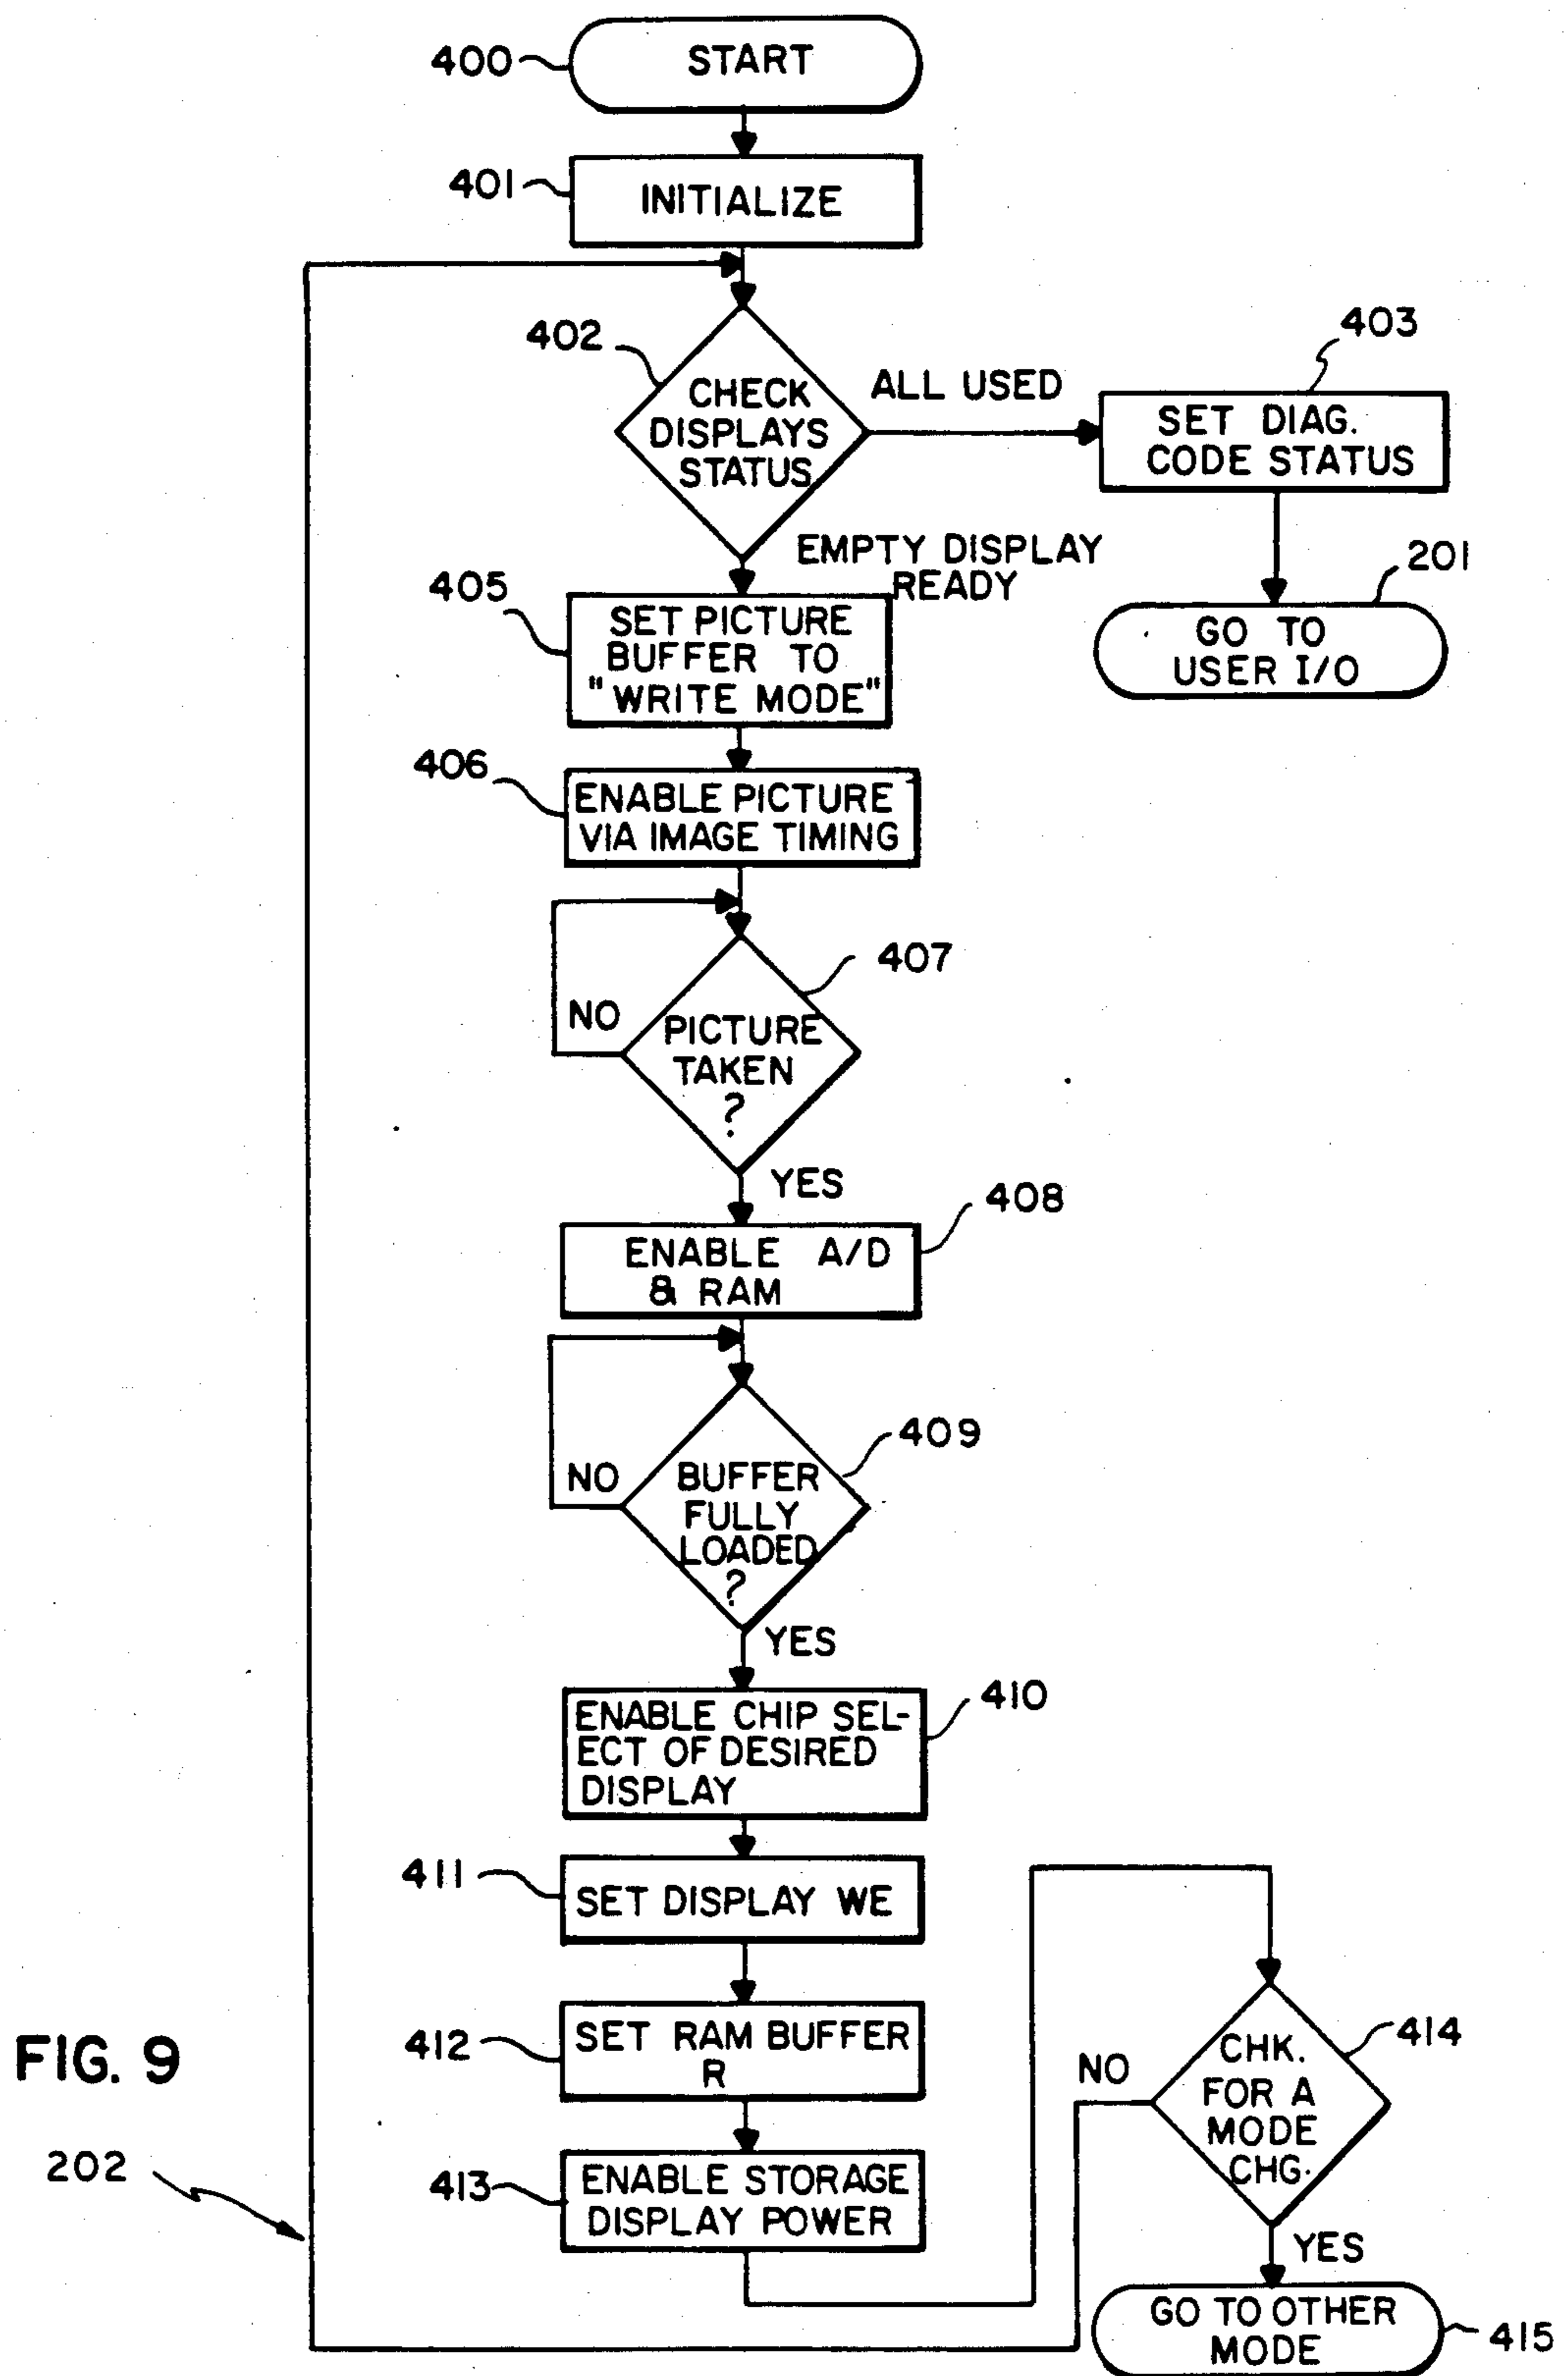 400
START
401
INITIALIZE
402
CHECK
DISPLAYS
STATUS
ALL USED
403
SET DIAG.
CODE STATUS
EMPTY DISPLAY
READY
201
GO TO
USER I/O
405
SET PICTURE
BUFFER TO
"WRITE MODE"
406
ENABLE PICTURE
VIA IMAGE TIMING
407
NO
PICTURE
TAKEN
?
YES
408
ENABLE A/D
& RAM
409
NO
BUFFER
FULLY
LOADED
?
YES
410
ENABLE CHIP SEL-
ECT OF DESIRED
DISPLAY
411
SET DISPLAY WE
412
SET RAM BUFFER
R
413
ENABLE STORAGE
DISPLAY POWER
414
CHK.
FOR A
MODE
CHG.
NO
YES
GO TO OTHER
MODE
415
FIG. 9
202